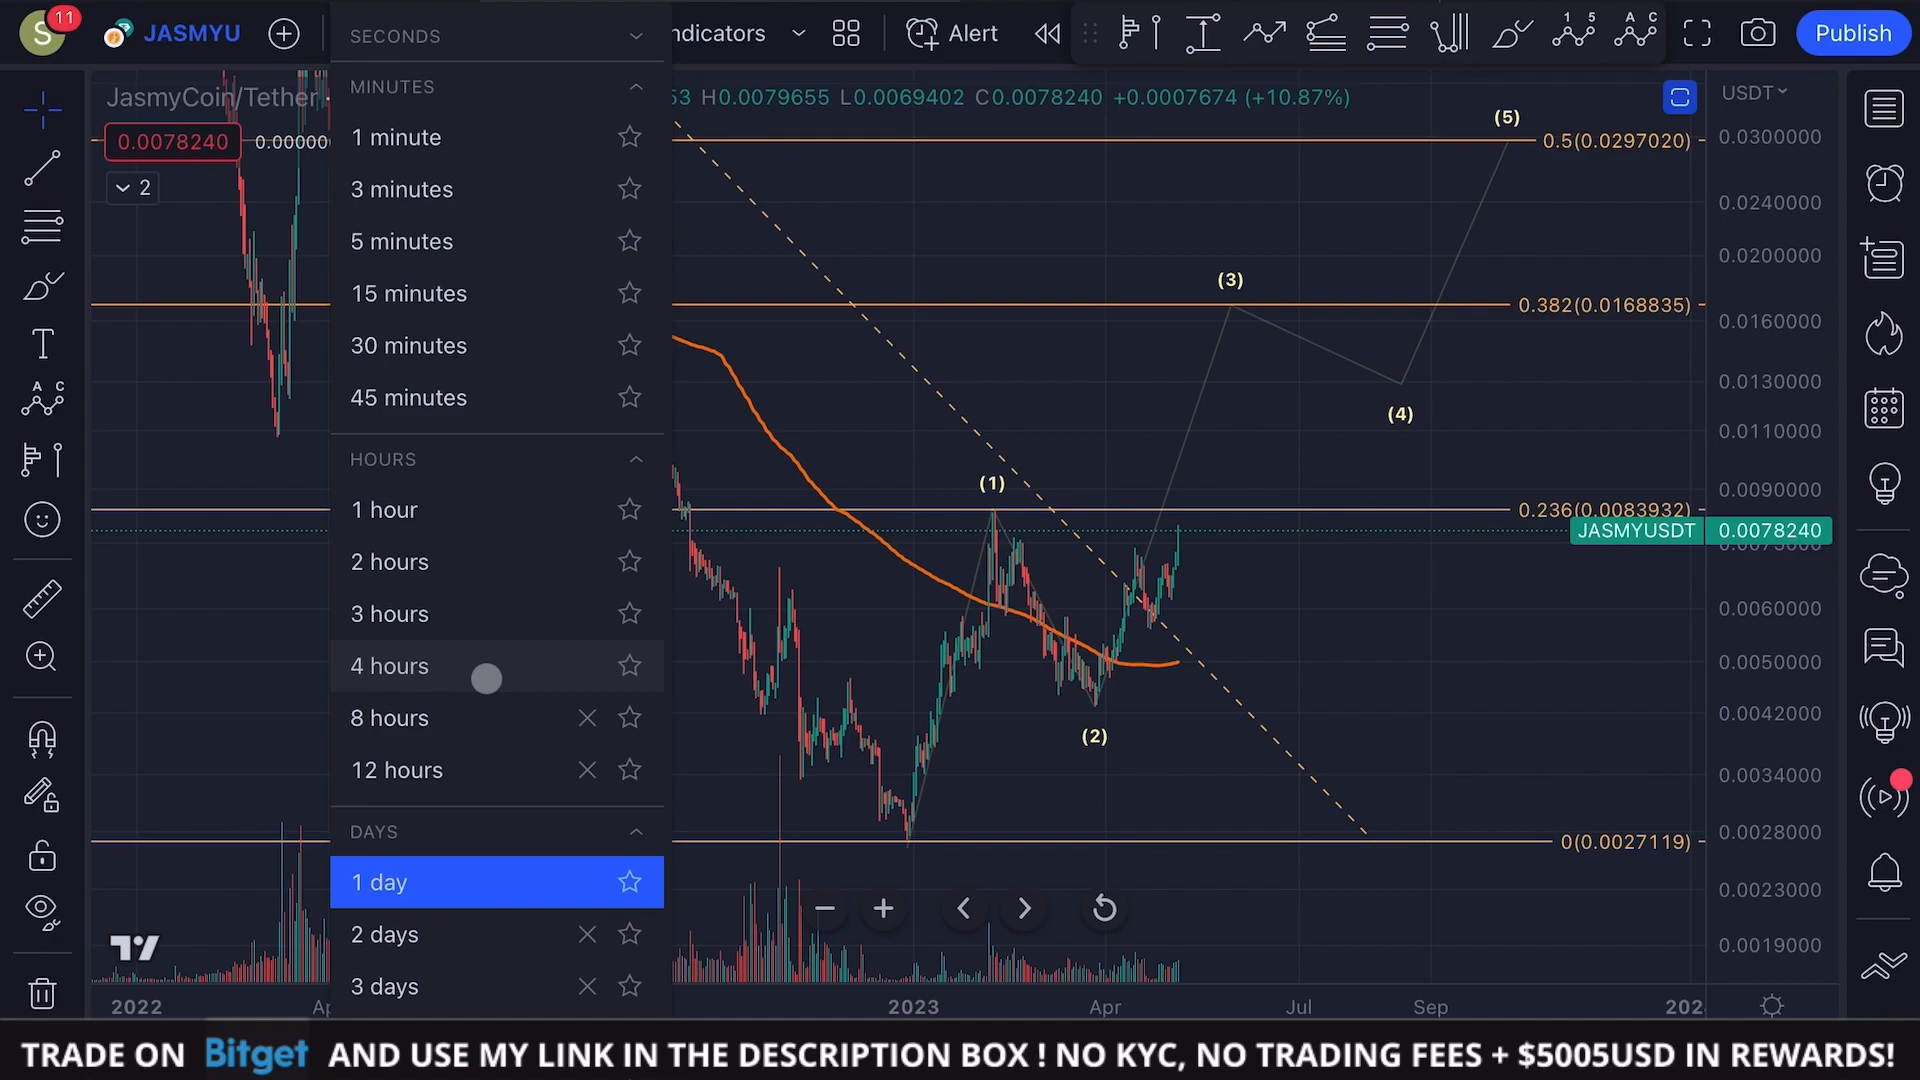 S
11
JASMYU
ndicators
Alert
Publish
JasmyCoin/Tether
53 H0.0079655 L0.0069402 C0.0078240 +0.0007674 (+10.87%)
0.0078240
0.00000
2
SECONDS
MINUTES
1 minute
3 minutes
5 minutes
15 minutes
30 minutes
45 minutes
HOURS
1 hour
2 hours
3 hours
4 hours
8 hours
12 hours
DAYS
1 day
2 days
3 days
(1)
(2)
(3)
(4)
(5)
0.5(0.0297020)
0.382(0.0168835)
0.236(0.0083932)
0(0.0027119)
JASMYUSDT 0.0078240
USDT
0.0300000
0.0240000
0.0200000
0.0160000
0.0130000
0.0110000
0.0090000
0.0060000
0.0050000
0.0042000
0.0034000
0.0028000
0.0023000
0.0019000
2022 Ap 2023 Apr Jul Sep 202
TRADE ON Bitget AND USE MY LINK IN THE DESCRIPTION BOX ! NO KYC, NO TRADING FEES + $5005USD IN REWARDS!